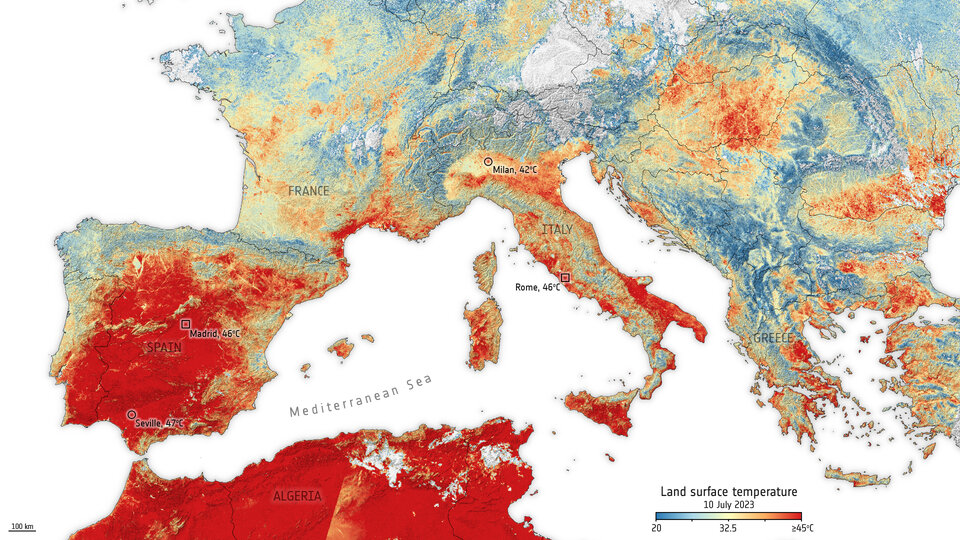 Milan, 42°C
FRANCE
ITALY
Rome, 46°C
Madrid, 46°C
SPAIN
GREECE
Mediterranean Sea
Seville, 47°C
ALGERIA
Land surface temperature
10 July 2023
20 32.5 ≥45°C
100 km